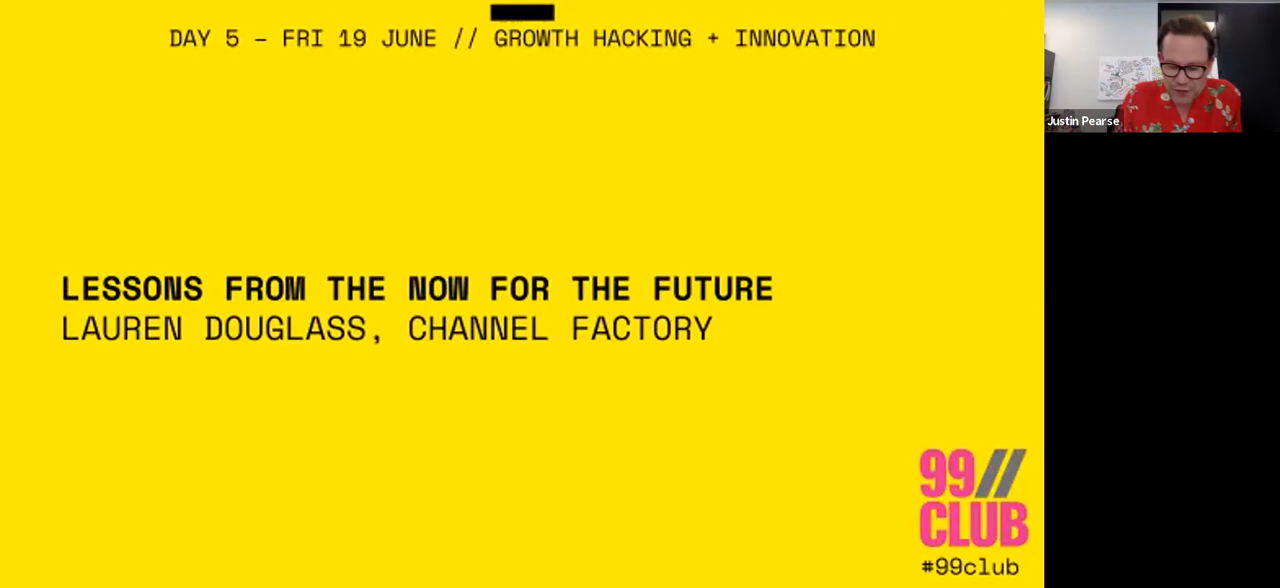 DAY 5 – FRI 19 JUNE // GROWTH HACKING + INNOVATION
Justin Pearse
LESSONS FROM THE NOW FOR THE FUTURE
LAUREN DOUGLASS, CHANNEL FACTORY
99//
CLUB
#99club